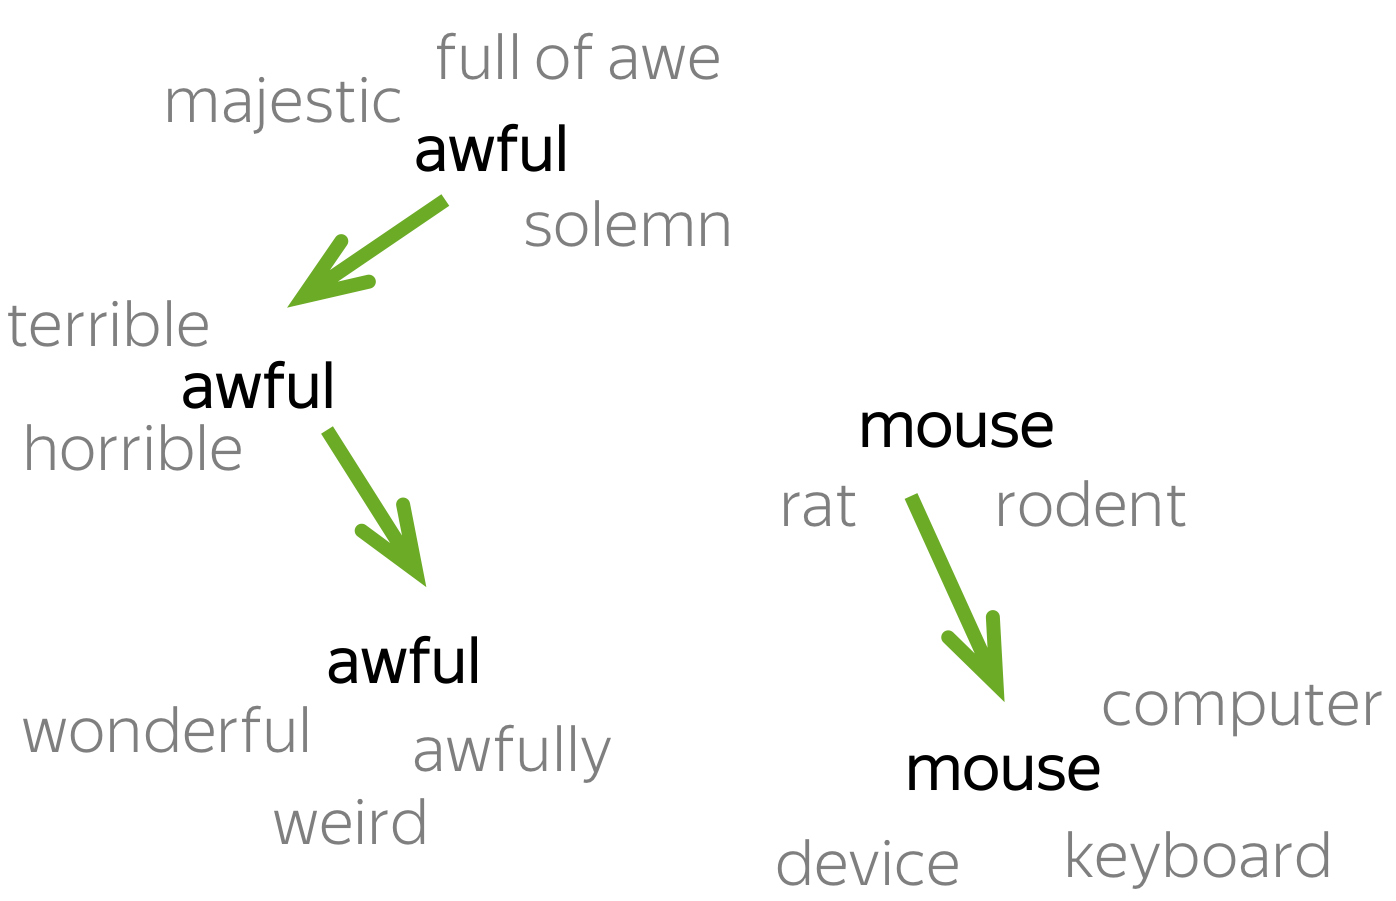 full of awe
majestic
awful
solemn
terrible
awful
horrible
mouse
rat
rodent
awful
wonderful
awfully
weird
computer
mouse
device
keyboard